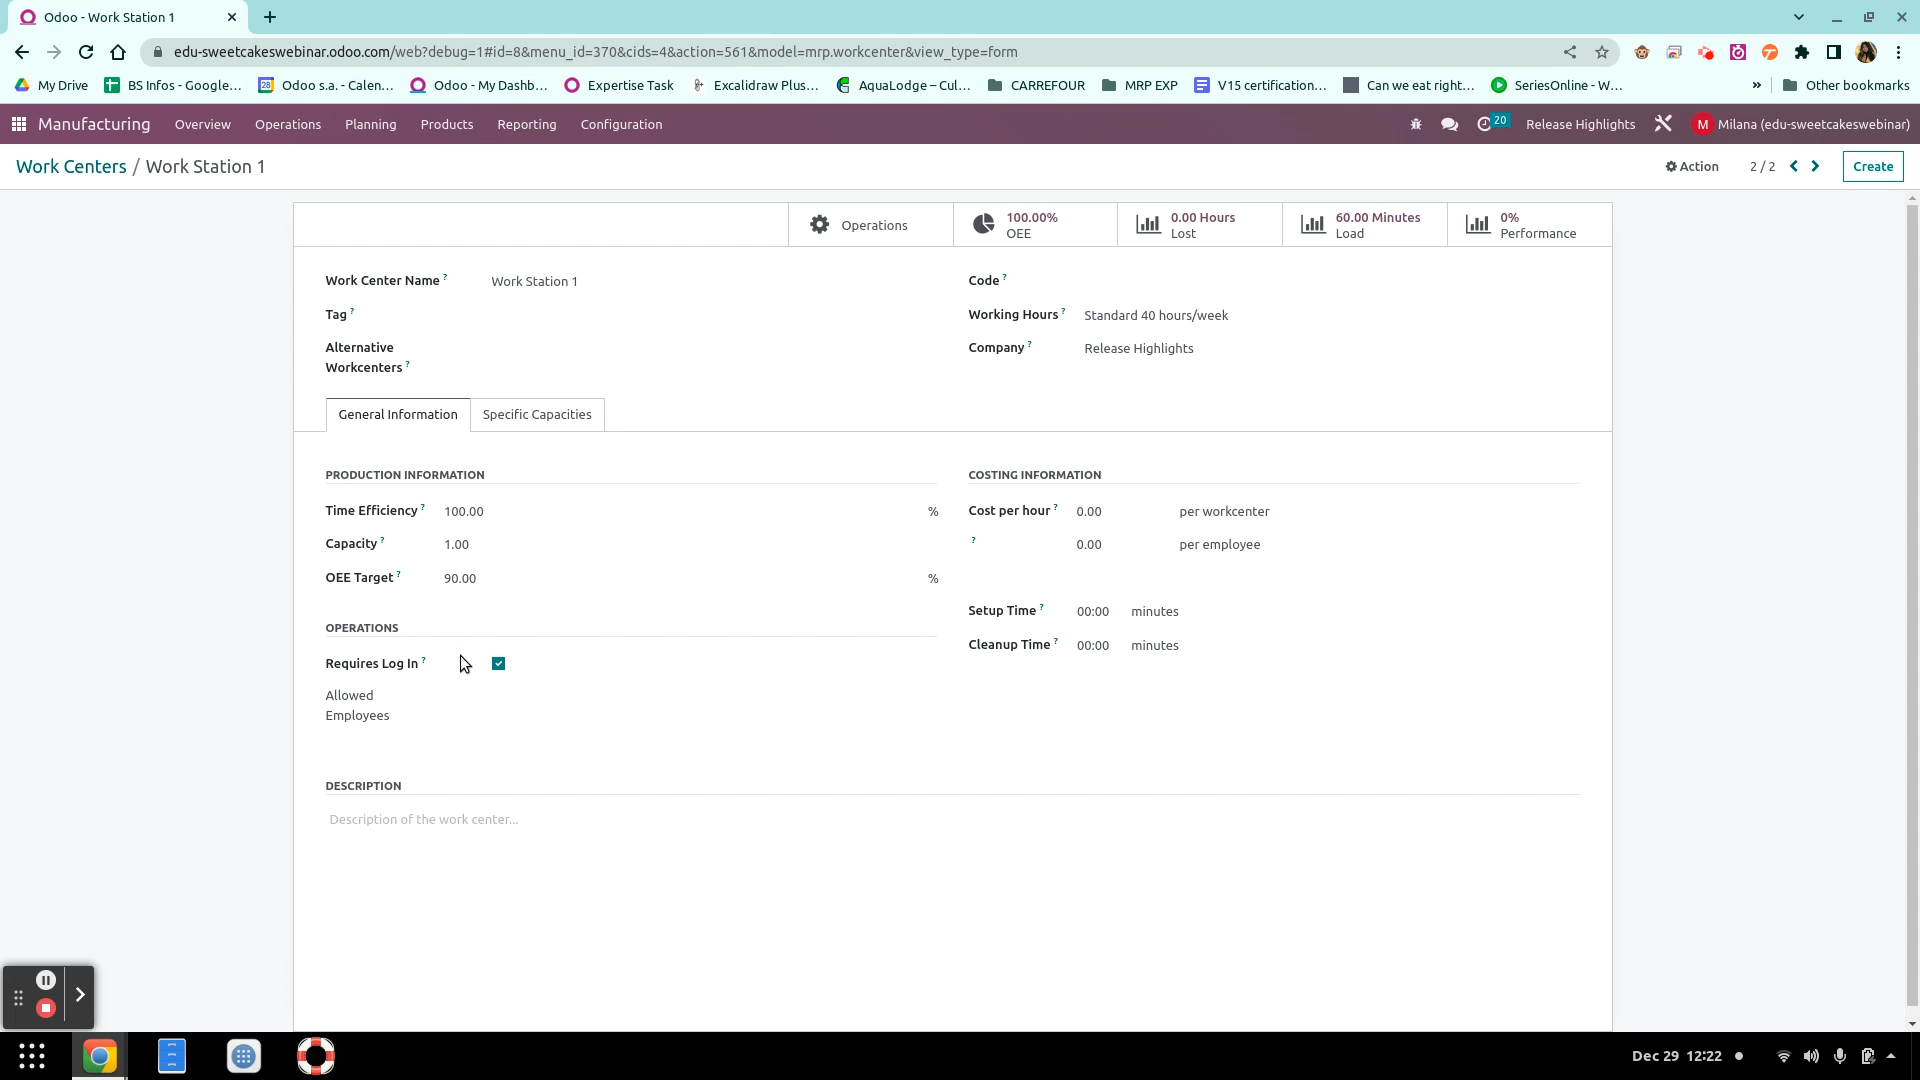 Odoo - Work Station 1
edu-sweetcakeswebinar.odoo.com/web?debug=1#id=8&menu_id=370&cids=4&action=561&model=mrp.workcenter&view_type=form
My Drive BS Infos - Google... Odoo s.a. - Calen... Odoo - My Dashb... Expertise Task Excalidraw Plus... AquaLodge – Cul... CARREFOUR MRP EXP V15 certification... Can we eat right... SeriesOnline - W... » Other bookmarks
Manufacturing Overview Operations Planning Products Reporting Configuration 20 Release Highlights M Milana (edu-sweetcakeswebinar)
Work Centers / Work Station 1 Action 2 / 2 Create
Operations
100.00%
OEE
0.00 Hours
Lost
60.00 Minutes
Load
0%
Performance
Work Center Name ? Work Station 1
Tag ?
Alternative
Workcenters ?
Code ?
Working Hours ? Standard 40 hours/week
Company ? Release Highlights
General Information Specific Capacities
PRODUCTION INFORMATION
Time Efficiency ? 100.00 %
Capacity ? 1.00
OEE Target ? 90.00 %
OPERATIONS
Requires Log In ?
Allowed
Employees
COSTING INFORMATION
Cost per hour ? 0.00 per workcenter
? 0.00 per employee
Setup Time ? 00:00 minutes
Cleanup Time ? 00:00 minutes
DESCRIPTION
Description of the work center...
Dec 29 12:22